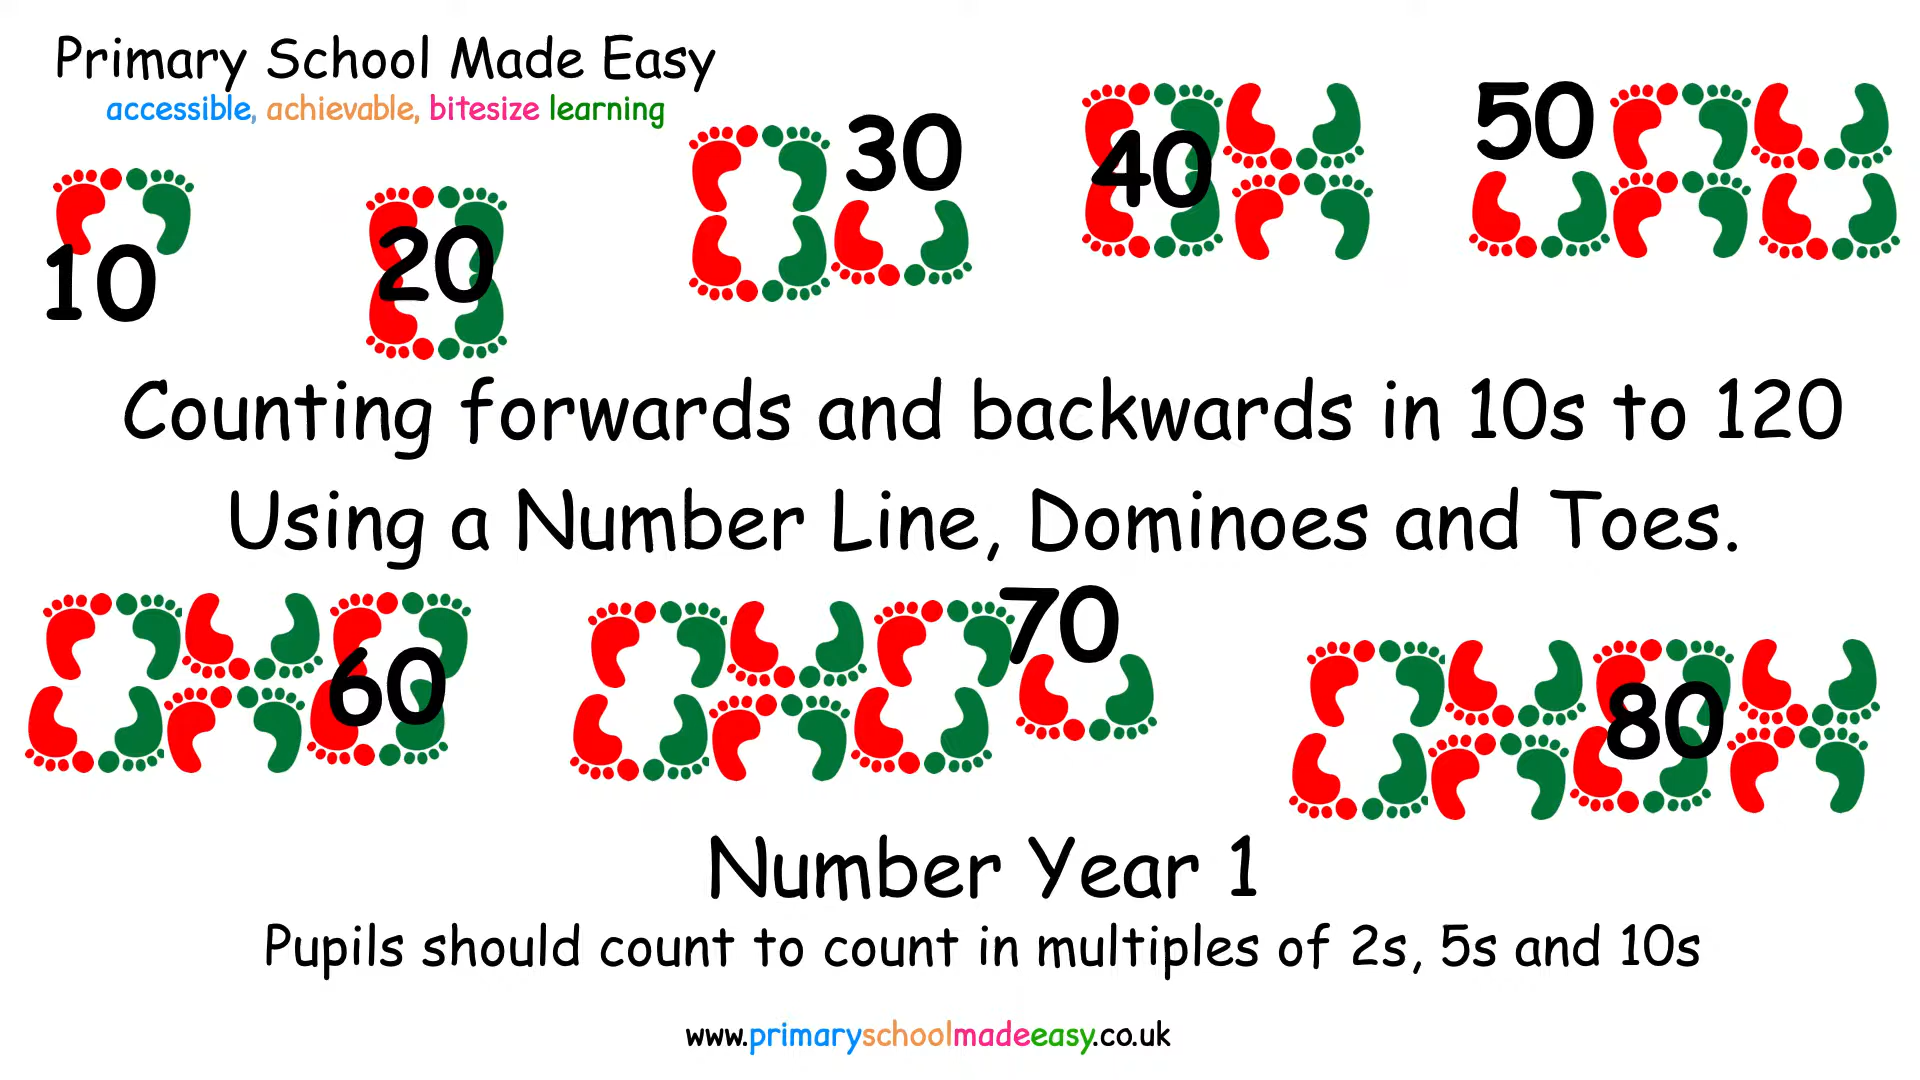 Primary School Made Easy
accessible, achievable, bitesize learning
10
20
30
40
50
Counting forwards and backwards in 10s to 120
Using a Number Line, Dominoes and Toes.
60
70
80
Number Year 1
Pupils should count to count in multiples of 2s, 5s and 10s
www.primaryschoolmadeeasy.co.uk